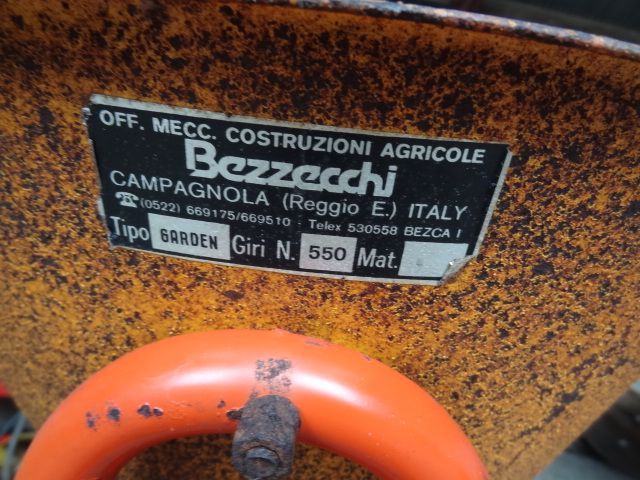 OFF. MECC. COSTRUZIONI AGRICOLE
Bezzecchi
CAMPAGNOLA (Reggio E.) ITALY
☎(0522) 669175/669510 Telex 530558 BEZCA I
Tipo GARDEN Giri N. 550 Mat.